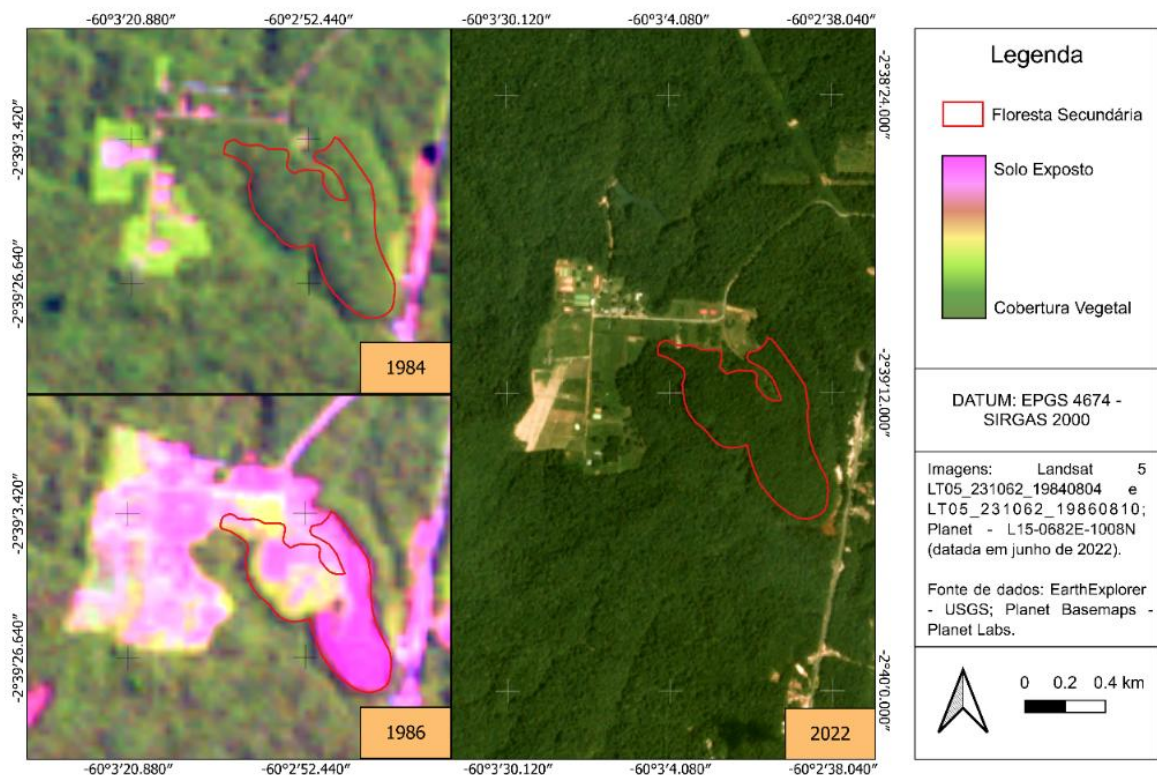 -60°3′20.880″ -60°2′52.440″ -60°3′30.120″ -60°3′4.080″ -60°2′38.040″
-2°39′3.420″
-2°39′26.640″
1984
-2°39′3.420″
-2°39′26.640″
1986
-2°38′24.000″
-2°39′12.000″
-2°40′0.000″
2022
-60°3′20.880″ -60°2′52.440″ -60°3′30.120″ -60°3′4.080″ -60°2′38.040″
Legenda
Floresta Secundária
Solo Exposto
Cobertura Vegetal
DATUM: EPGS 4674 -
SIRGAS 2000
Imagens: Landsat 5
LT05_231062_19840804 e
LT05_231062_19860810;
Planet - L15-0682E-1008N
(datada em junho de 2022).
Fonte de dados: EarthExplorer
- USGS; Planet Basemaps -
Planet Labs.
0 0.2 0.4 km